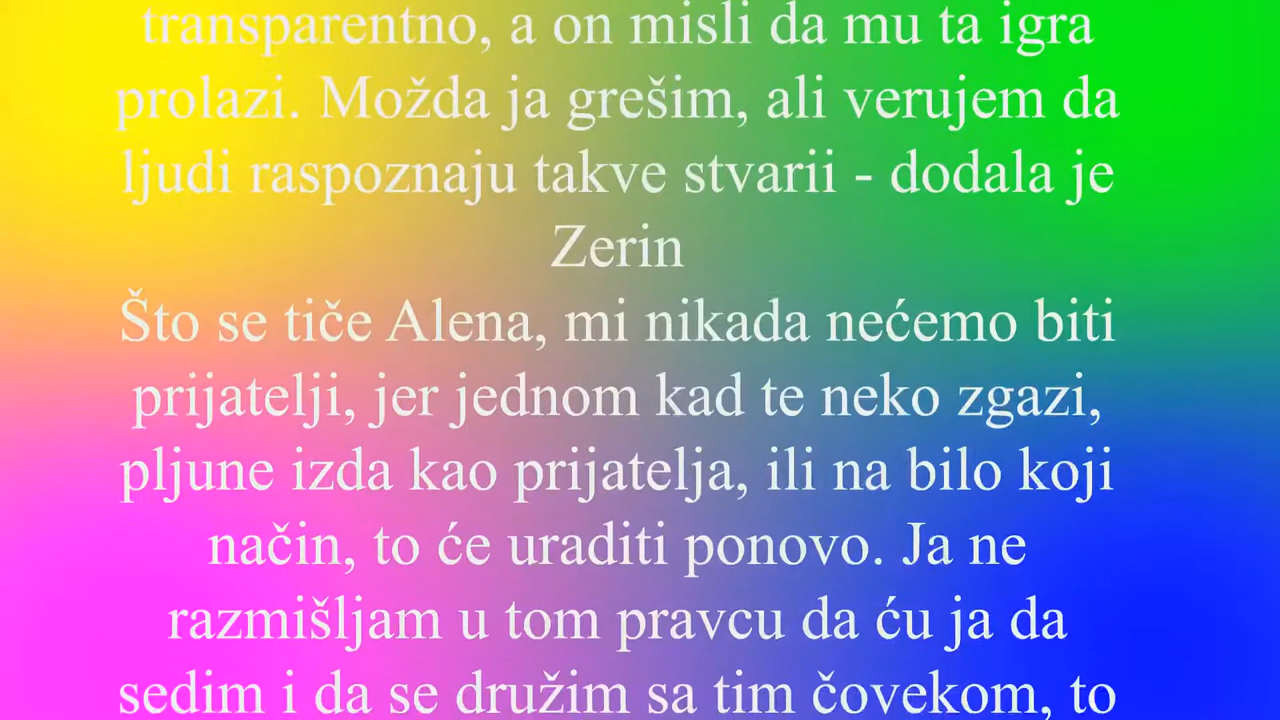 transparentno, a on misli da mu ta igra
prolazi. Možda ja grešim, ali verujem da
ljudi raspoznaju takve stvarii - dodala je
Zerin
Što se tiče Alena, mi nikada nećemo biti
prijatelji, jer jednom kad te neko zgazi,
pljune izda kao prijatelja, ili na bilo koji
način, to će uraditi ponovo. Ja ne
razmišljam u tom pravcu da ću ja da
sedim i da se družim sa tim čovekom, to